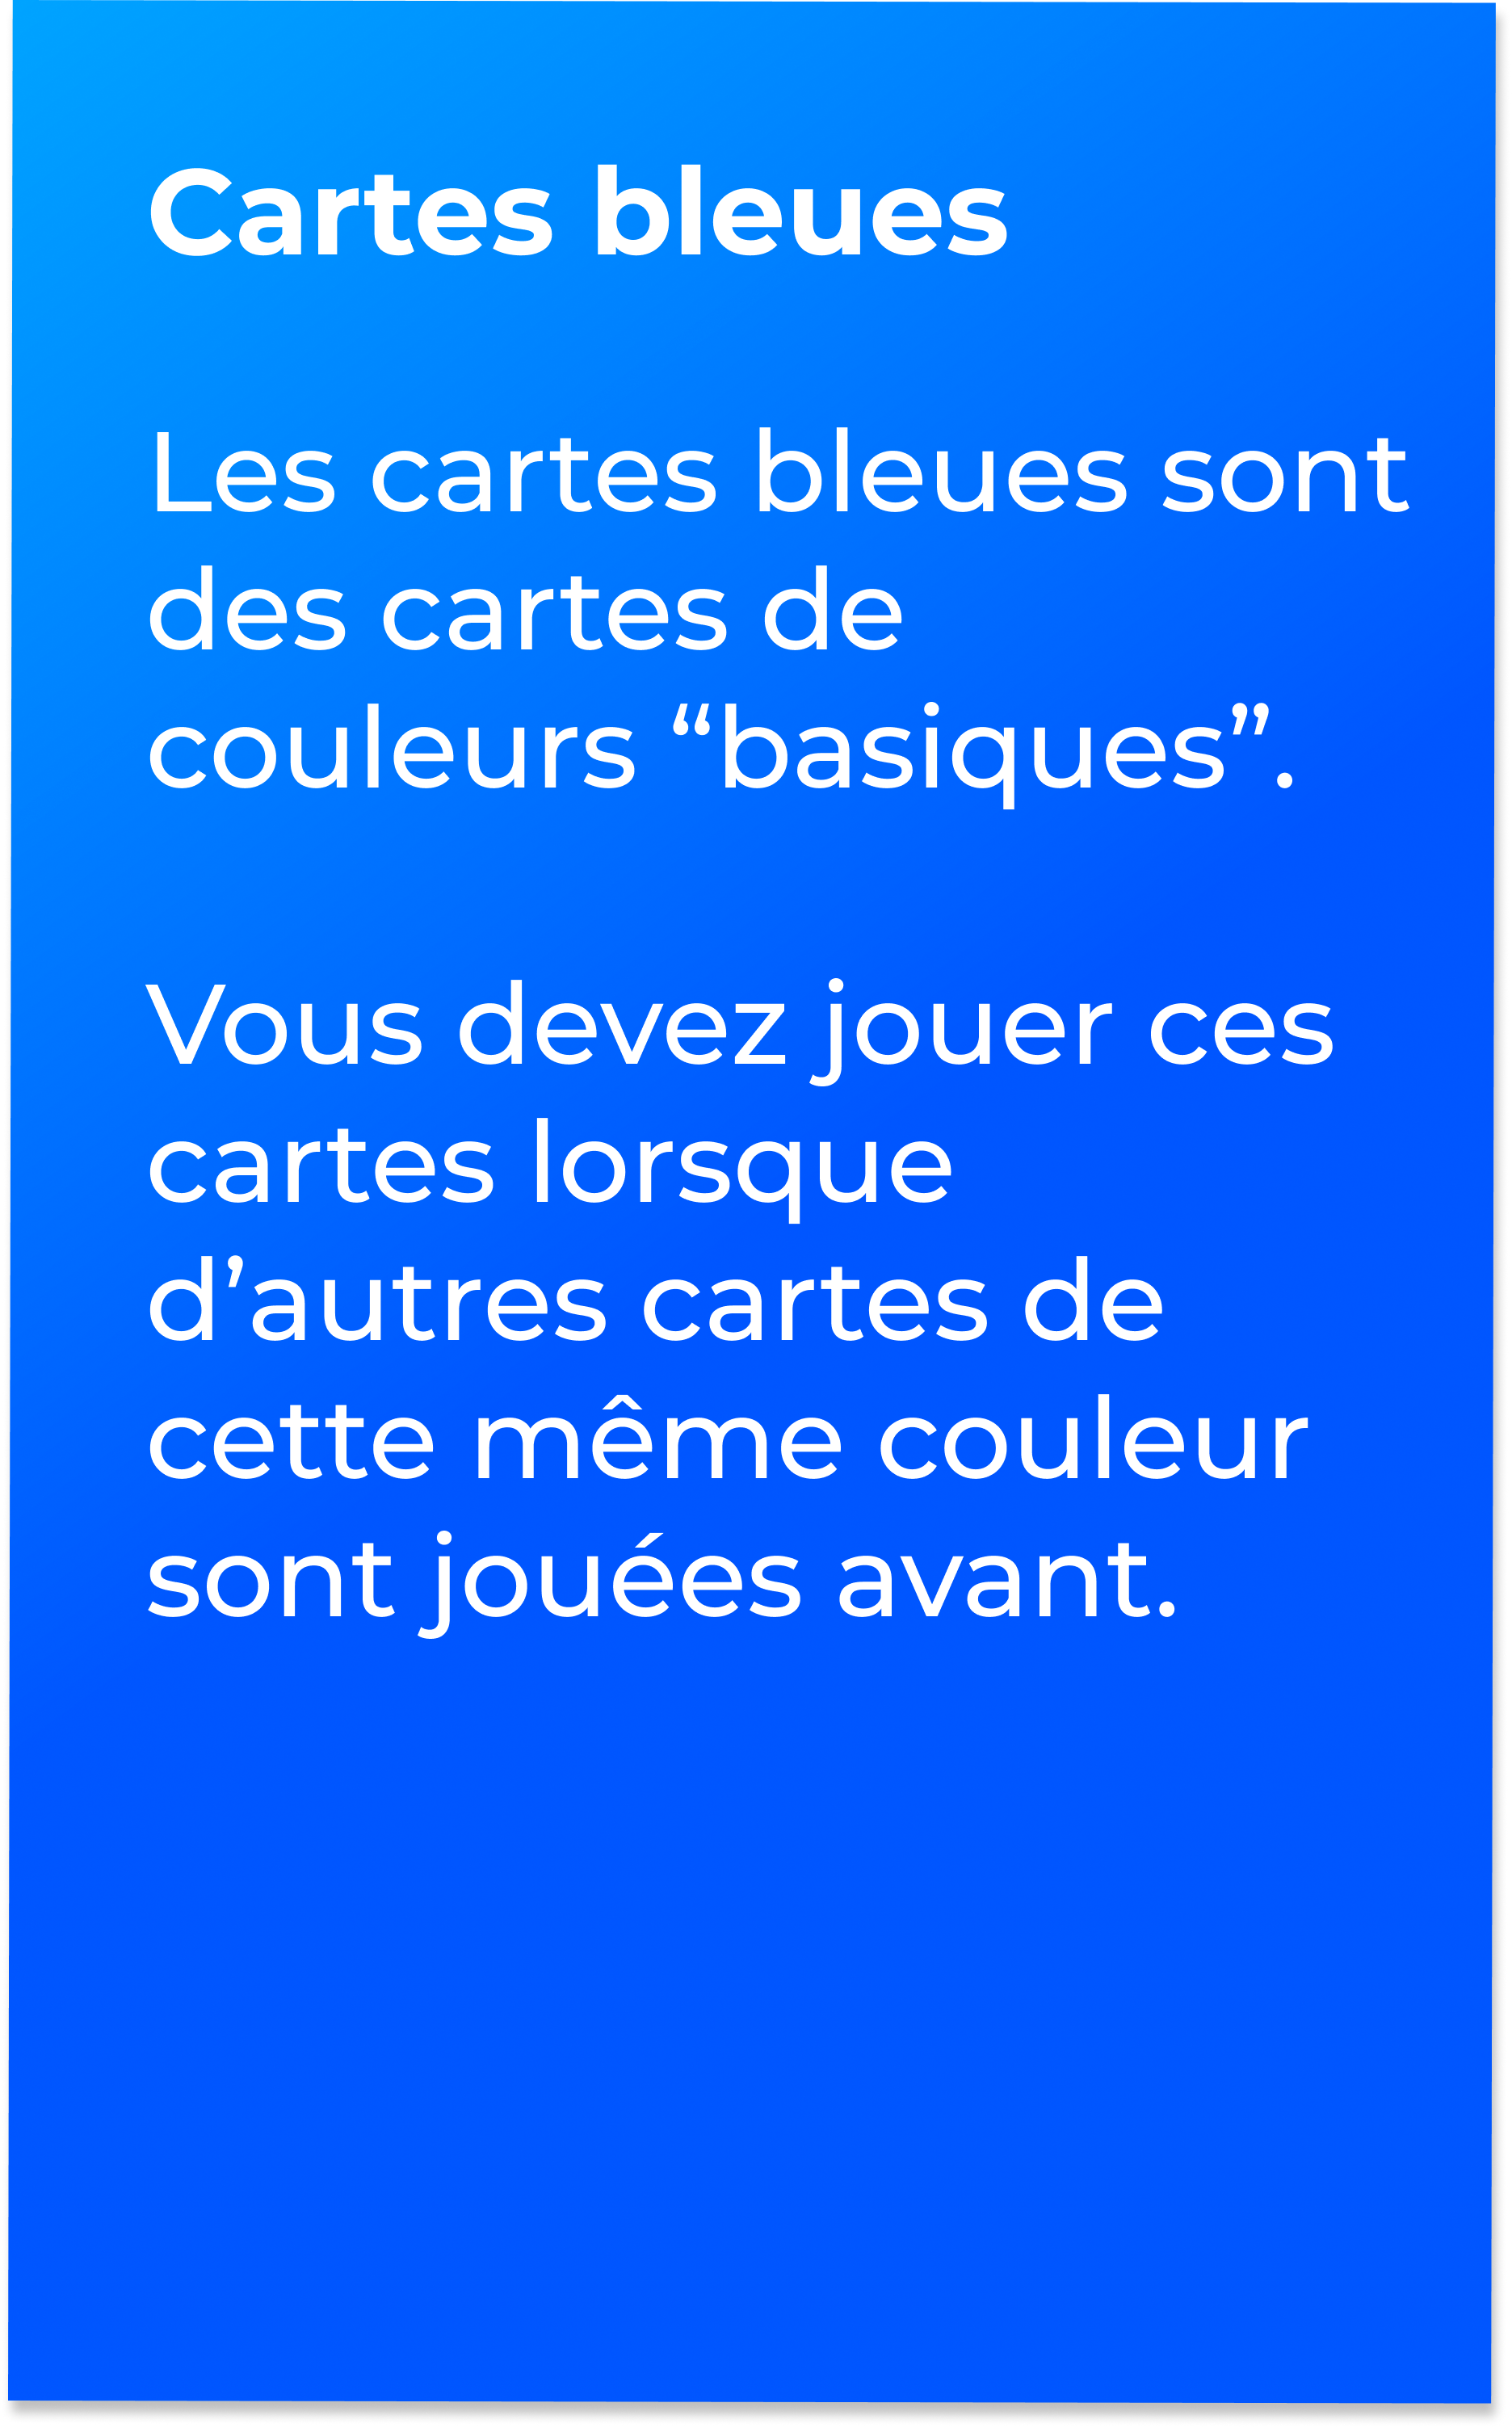 Cartes bleues
Les cartes bleues sont
des cartes de
couleurs “basiques”.
Vous devez jouer ces
cartes lorsque
d’autres cartes de
cette même couleur
sont jouées avant.